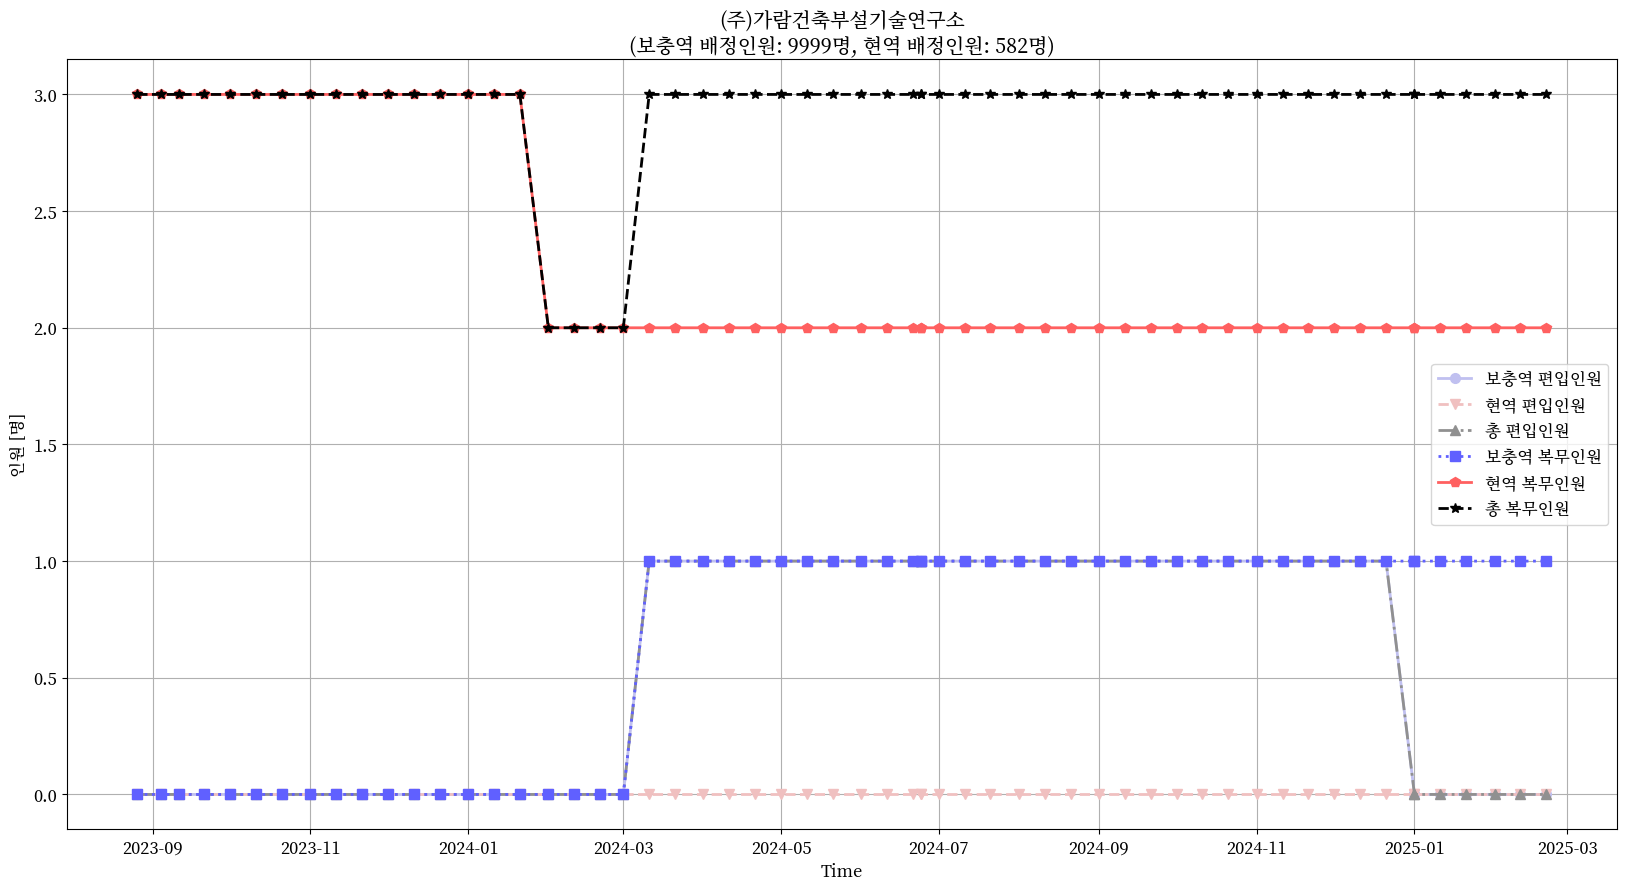 (주)가람건축부설기술연구소
(보충역 배정인원: 9999명, 현역 배정인원: 582명)
인원 [명]
3.0
2.5
2.0
1.5
1.0
0.5
0.0
보충역 편입인원
현역 편입인원
총 편입인원
보충역 복무인원
현역 복무인원
총 복무인원
2023-09 2023-11 2024-01 2024-03 2024-05 2024-07 2024-09 2024-11 2025-01 2025-03
Time